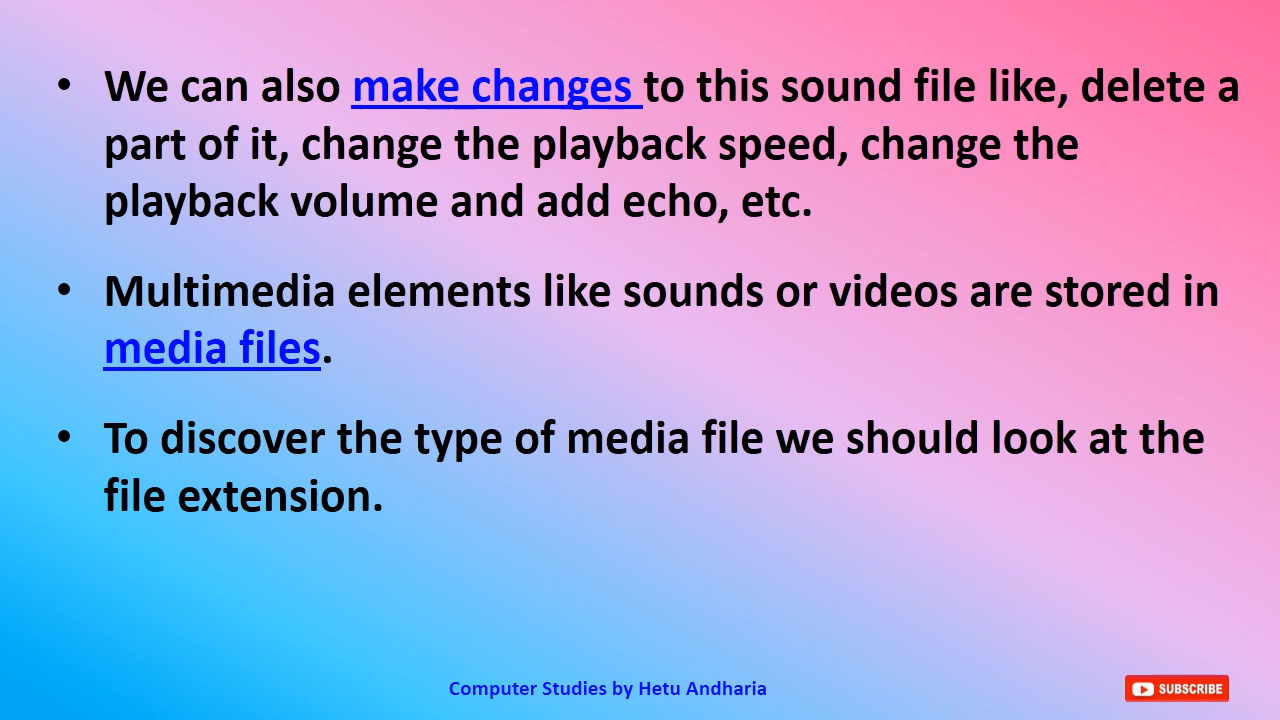 • We can also make changes to this sound file like, delete a
part of it, change the playback speed, change the
playback volume and add echo, etc.
• Multimedia elements like sounds or videos are stored in
media files.
• To discover the type of media file we should look at the
file extension.
Computer Studies by Hetu Andharia
SUBSCRIBE